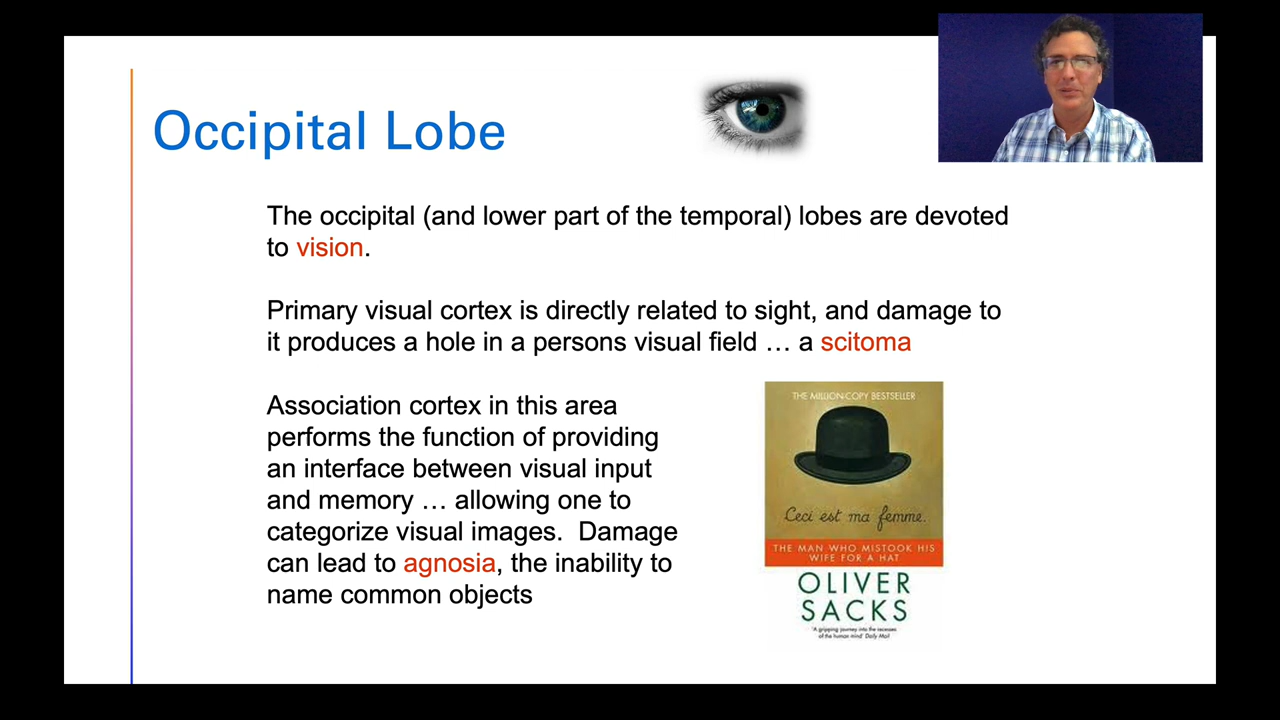 Occipital Lobe
The occipital (and lower part of the temporal) lobes are devoted
to vision.
Primary visual cortex is directly related to sight, and damage to
it produces a hole in a persons visual field … a scitoma
Association cortex in this area
performs the function of providing
an interface between visual input
and memory … allowing one to
categorize visual images.  Damage
can lead to agnosia, the inability to
name common objects
THE MILLION-COPY BESTSELLER
Ceci est ma femme.
THE MAN WHO MISTOOK HIS
WIFE FOR A HAT
OLIVER
SACKS
'A gripping journey into the recesses
of the human mind' Daily Mail